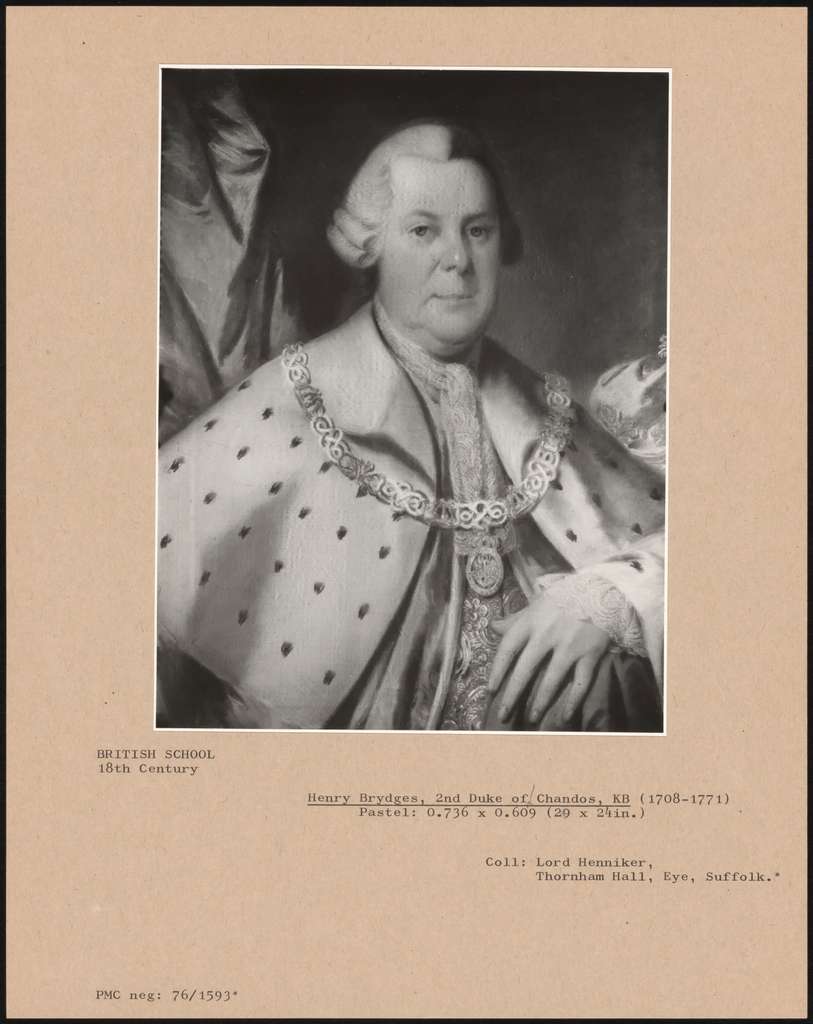 BRITISH SCHOOL
18th Century
Henry Brydges, 2nd Duke of/Chandos, KB (1708-1771)
Pastel: 0.736 x 0.609 (29 x 24in.)
Coll: Lord Henniker,
Thornham Hall, Eye, Suffolk.*
PMC neg: 76/1593*